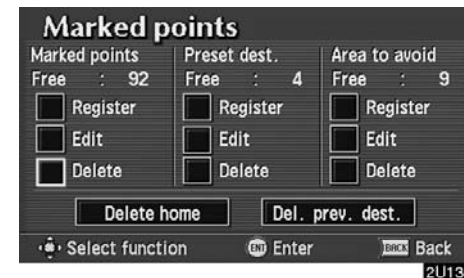 Marked points
Marked points Preset dest. Area to avoid
Free : 92 Free : 4 Free : 9
Register Register Register
Edit Edit Edit
Delete Delete Delete
Delete home Del. prev. dest.
Select function ENT Enter BACK Back
2U13